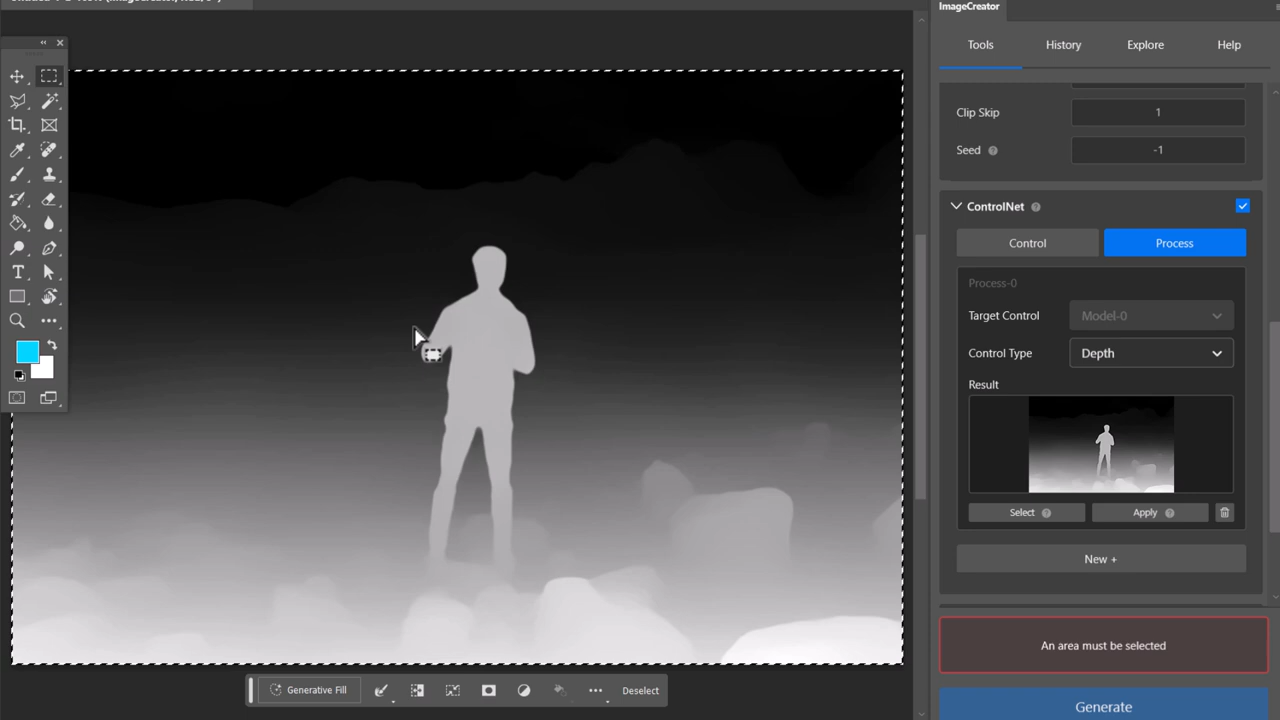 ImageCreator
Tools
History
Explore
Help
Clip Skip
1
Seed
-1
ControlNet
Control
Process
Process-0
Target Control
Model-0
Control Type
Depth
Result
Select
Apply
New +
An area must be selected
Generate
Generative Fill
Deselect